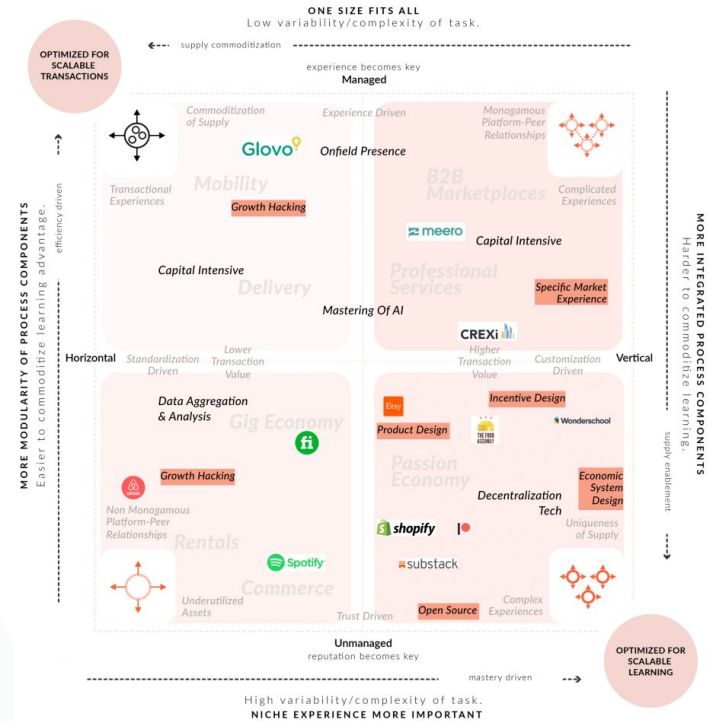 ONE SIZE FITS ALL
Low variability/complexity of task.
OPTIMIZED FOR
SCALABLE
TRANSACTIONS
supply commoditization
experience becomes key
Managed
Commoditization
of Supply
Experience Driven
Monogamous
Platform-Peer
Relationships
Glovo
Onfield Presence
Transactional
Experiences
Mobility
B2B
Marketplaces
Complicated
Experiences
Growth Hacking
meero
Capital Intensive
Capital Intensive
Professional
Services
Delivery
Specific Market
Experience
Mastering Of AI
CREXi
Horizontal
Standardization
Driven
Lower
Transaction
Value
Higher
Transaction
Value
Customization
Driven
Vertical
Data Aggregation
& Analysis
Gig Economy
fi
Etsy
Incentive Design
Product Design
THE FOOD
ASSEMBLY
Wonderschool
Growth Hacking
airbnb
Passion
Economy
Economic
System
Design
Decentralization
Tech
Non Monogamous
Platform-Peer
Relationships
Uniqueness
of Supply
Rentals
shopify
Spotify
substack
Commerce
Underutilized
Assets
Trust Driven
Open Source
Complex
Experiences
Unmanaged
reputation becomes key
OPTIMIZED FOR
SCALABLE
LEARNING
mastery driven
High variability/complexity of task.
NICHE EXPERIENCE MORE IMPORTANT
MORE MODULARITY OF PROCESS COMPONENTS
Easier to commoditize learning advantage.
efficiency driven
MORE INTEGRATED PROCESS COMPONENTS
Harder to commoditize learning.
supply enablement